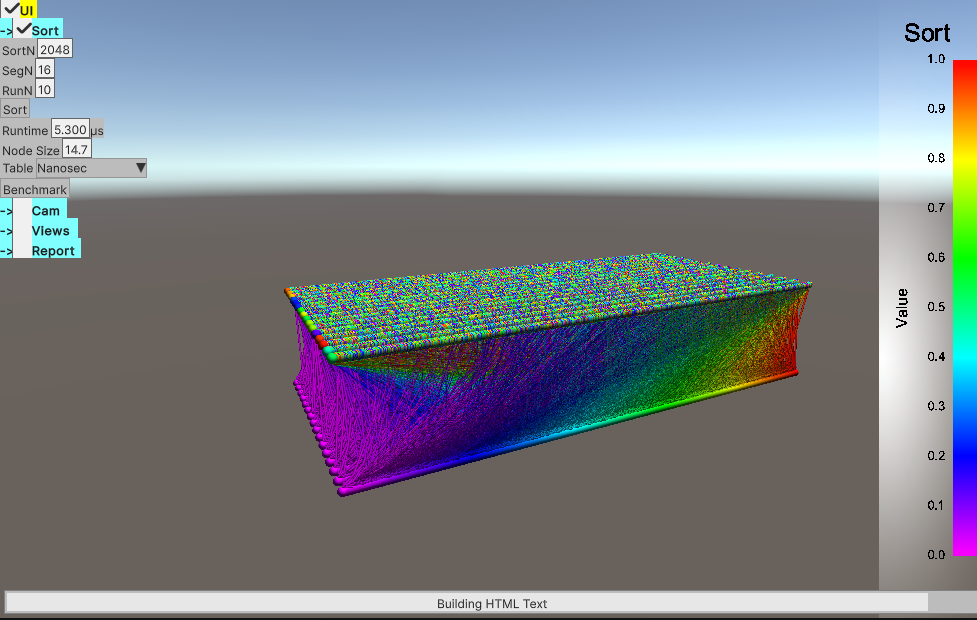 UI
-> Sort
SortN 2048
SegN 16
RunN 10
Sort
Runtime 5.300 µs
Node Size 14.7
Table Nanosec
Benchmark
-> Cam
-> Views
-> Report
Sort
1.0
0.9
0.8
0.7
0.6
0.5
0.4
0.3
0.2
0.1
0.0
Value
Building HTML Text